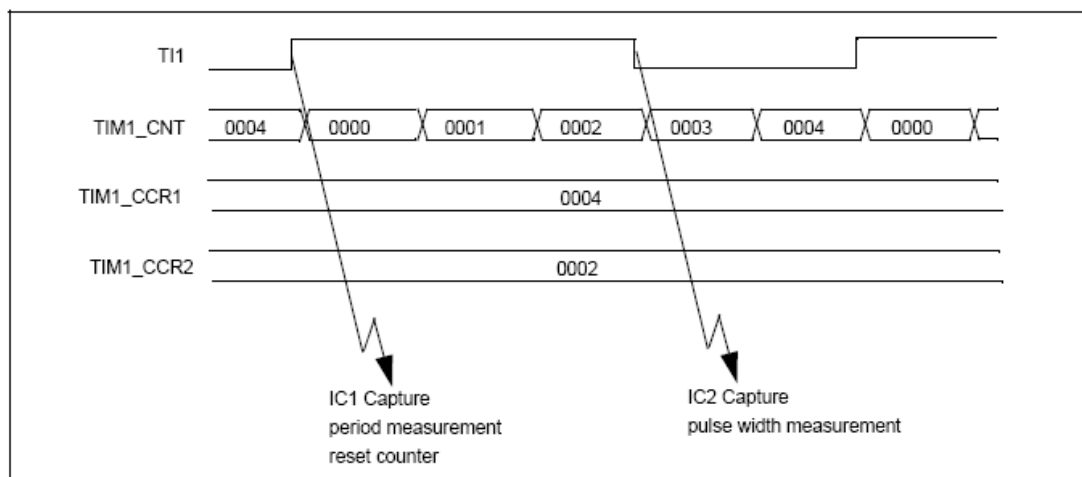 TI1
TIM1_CNT 0004 0000 0001 0002 0003 0004 0000
TIM1_CCR1 0004
TIM1_CCR2 0002
IC1 Capture
period measurement
reset counter
IC2 Capture
pulse width measurement